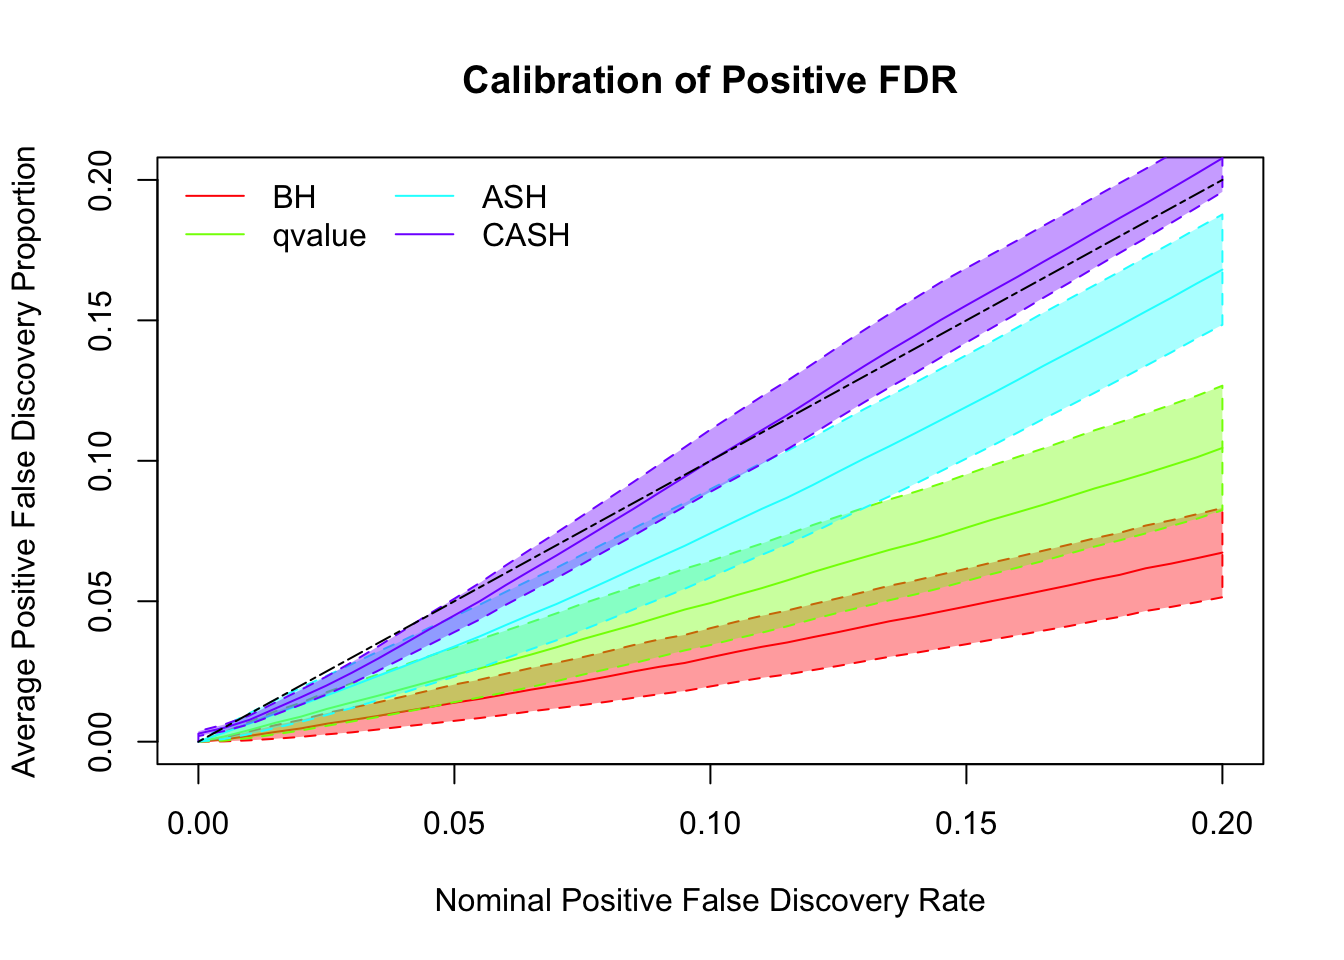 Calibration of Positive FDR
BH
qvalue
ASH
CASH
Average Positive False Discovery Proportion
0.20
0.15
0.10
0.05
0.00
0.00
0.05
0.10
0.15
0.20
Nominal Positive False Discovery Rate